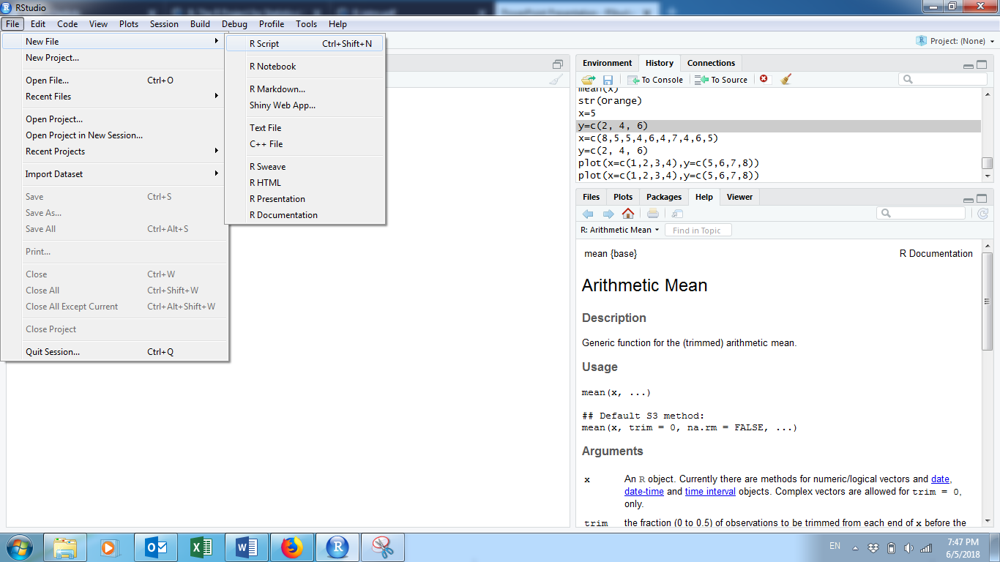 RStudio
File Edit Code View Plots Session Build Debug Profile Tools Help
Project: (None)
New File
New Project...
Open File... Ctrl+O
Recent Files
Open Project...
Open Project in New Session...
Recent Projects
Import Dataset
Save Ctrl+S
Save As...
Save All Ctrl+Alt+S
Print...
Close Ctrl+W
Close All Ctrl+Shift+W
Close All Except Current Ctrl+Alt+Shift+W
Close Project
Quit Session... Ctrl+Q
R Script Ctrl+Shift+N
R Notebook
R Markdown...
Shiny Web App...
Text File
C++ File
R Sweave
R HTML
R Presentation
R Documentation
Environment History Connections
To Console To Source
mean(x)
str(Orange)
x=5
y=c(2, 4, 6)
x=c(8,5,5,4,6,4,7,4,6,5)
y=c(2, 4, 6)
plot(x=c(1,2,3,4),y=c(5,6,7,8))
plot(x=c(1,2,3,4),y=c(5,6,7,8))
Files Plots Packages Help Viewer
R: Arithmetic Mean Find in Topic
mean {base} R Documentation
Arithmetic Mean
Description
Generic function for the (trimmed) arithmetic mean.
Usage
mean(x, ...)
## Default S3 method:
mean(x, trim = 0, na.rm = FALSE, ...)
Arguments
x An R object. Currently there are methods for numeric/logical vectors and date,
date-time and time interval objects. Complex vectors are allowed for trim = 0,
only.
trim the fraction (0 to 0.5) of observations to be trimmed from each end of x before the
EN 7:47 PM
6/5/2018